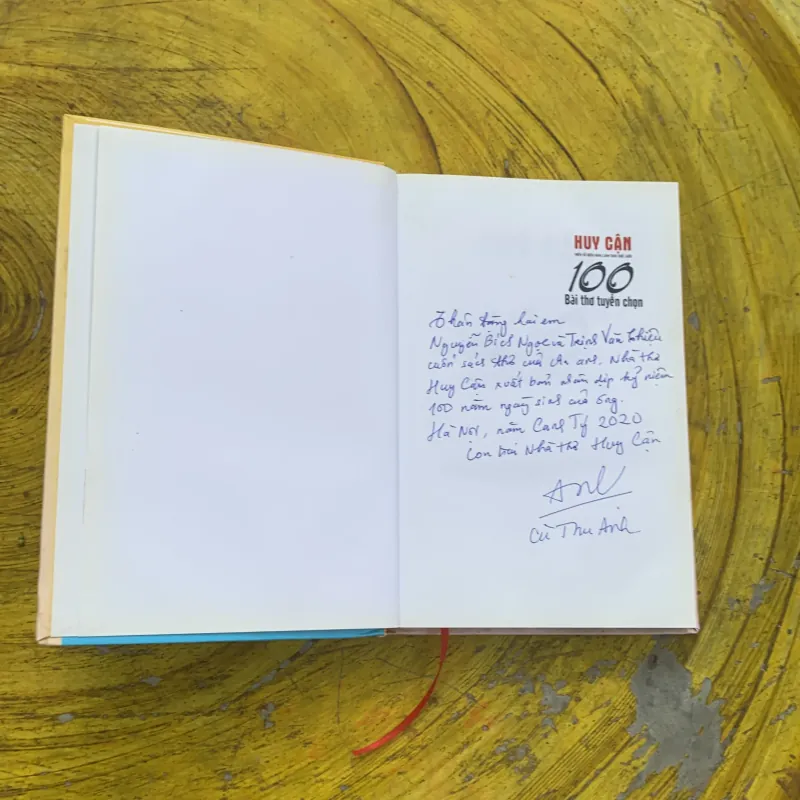 HUY CẬN
100
Bài thơ tuyển chọn
Thân tặng hai em
Nguyễn Bích Ngọc và Trịnh Văn Thiệu
cuốn sách thơ của cha anh. Nhà thơ
Huy Cận xuất bản nhân dịp kỷ niệm
100 năm ngày sinh của ông.
Hà Nội, năm Canh Tý 2020
Con trai Nhà thơ Huy Cận
Cù Thu Anh